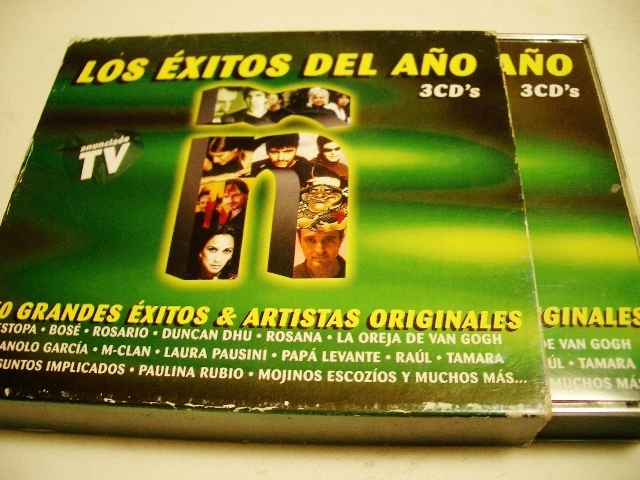 LOS ÉXITOS DEL AÑO
3CD's
anunciado
TV
ñ
0 GRANDES ÉXITOS & ARTISTAS ORIGINALES
ESTOPA · BOSÉ · ROSARIO · DUNCAN DHU · ROSANA · LA OREJA DE VAN GOGH
ANOLO GARCÍA · M-CLAN · LAURA PAUSINI · PAPÁ LEVANTE · RAÚL · TAMARA
SUNTOS IMPLICADOS · PAULINA RUBIO · MOJINOS ESCOZÍOS Y MUCHOS MÁS...
AÑO
3CD's
GINALES
DE VAN GOGH
ÚL · TAMARA
MUCHOS MÁS...